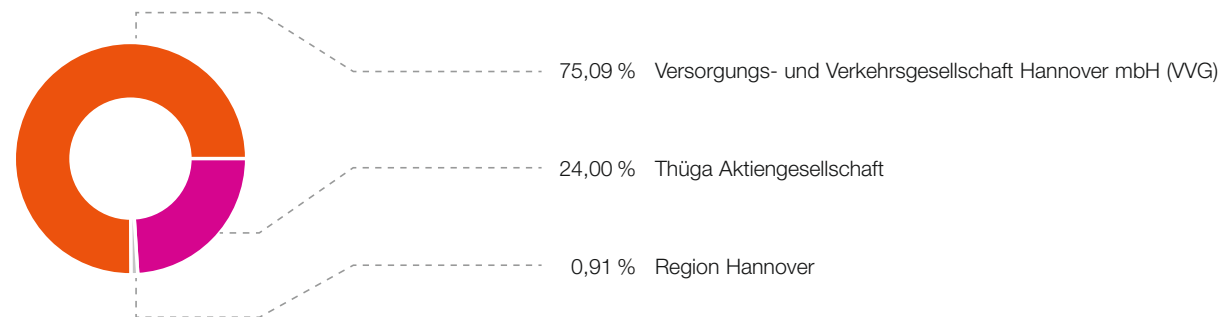 75,09 % Versorgungs- und Verkehrsgesellschaft Hannover mbH (VVG)
24,00 % Thüga Aktiengesellschaft
0,91 % Region Hannover